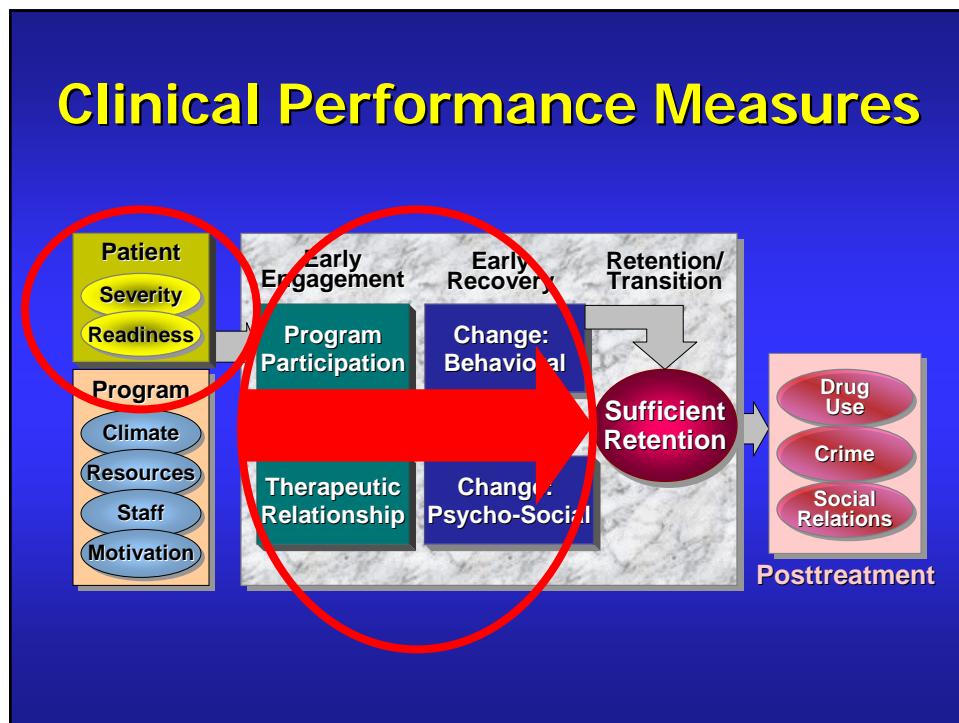 Clinical Performance Measures
Patient
Severity
Readiness
Program
Climate
Resources
Staff
Motivation
Early
Engagement
Program
Participation
Therapeutic
Relationship
Early
Recovery
Change:
Behavioral
Change:
Psycho-Social
Retention/
Transition
Sufficient
Retention
Drug
Use
Crime
Social
Relations
Posttreatment